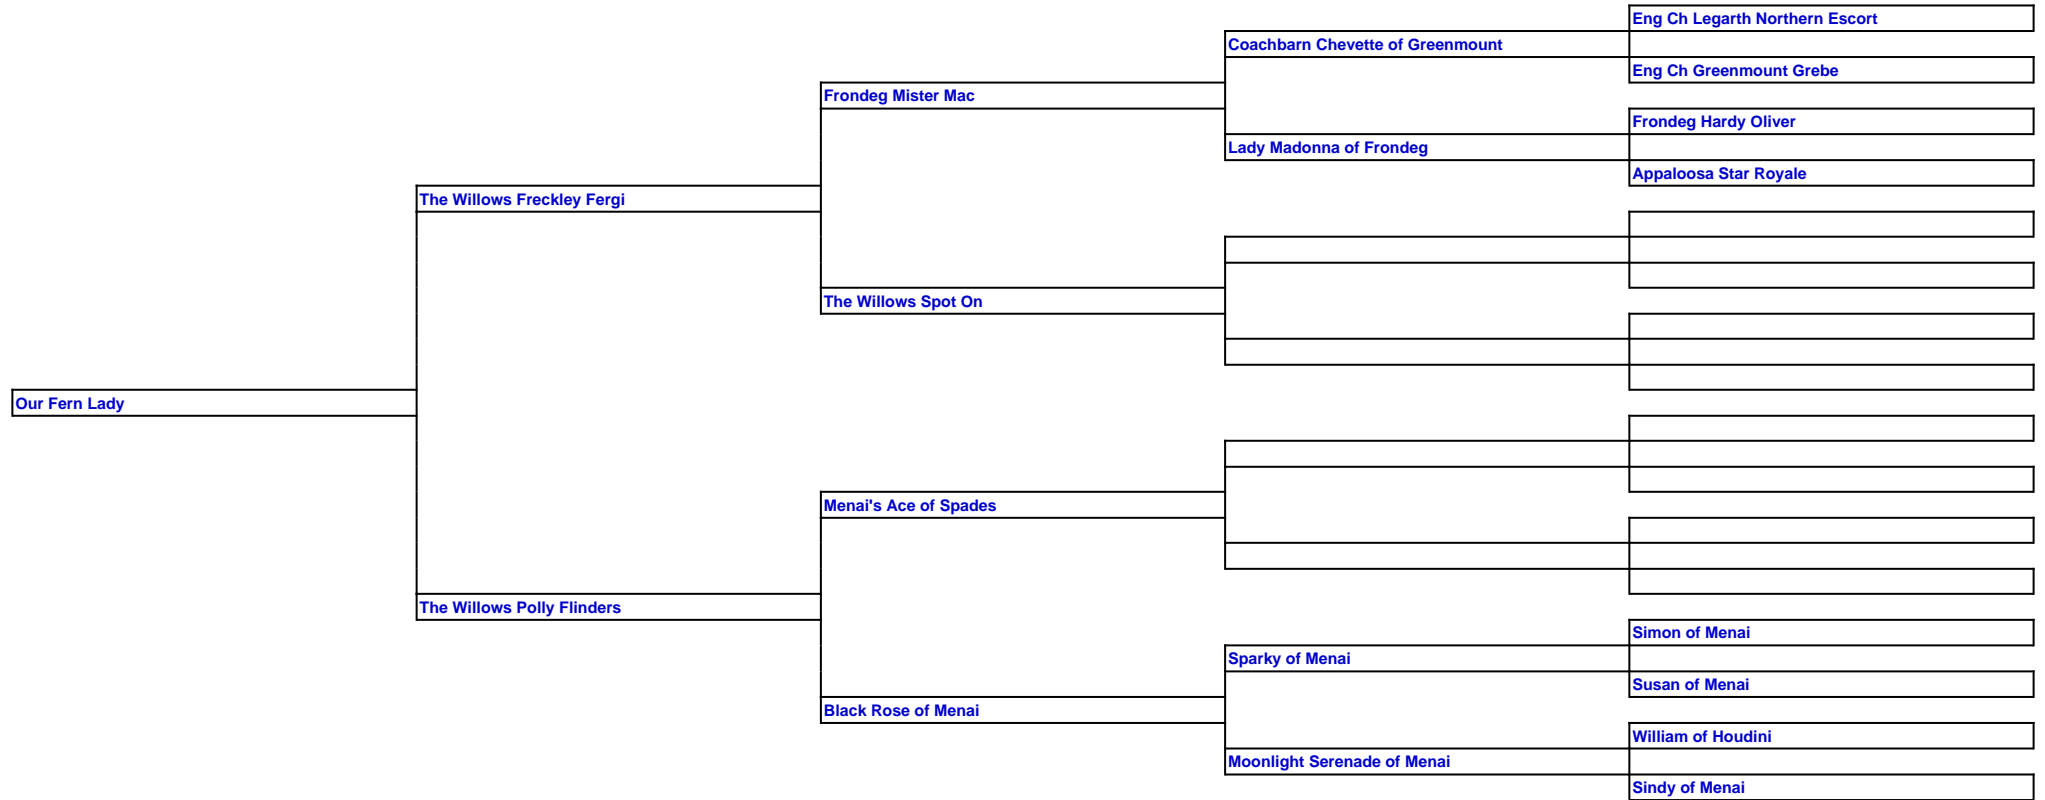 Eng Ch Legarth Northern Escort
Coachbarn Chevette of Greenmount
Eng Ch Greenmount Grebe
Frondeg Mister Mac
Frondeg Hardy Oliver
Lady Madonna of Frondeg
Appaloosa Star Royale
The Willows Freckley Fergi
The Willows Spot On
Our Fern Lady
Menai's Ace of Spades
The Willows Polly Flinders
Simon of Menai
Sparky of Menai
Susan of Menai
Black Rose of Menai
William of Houdini
Moonlight Serenade of Menai
Sindy of Menai